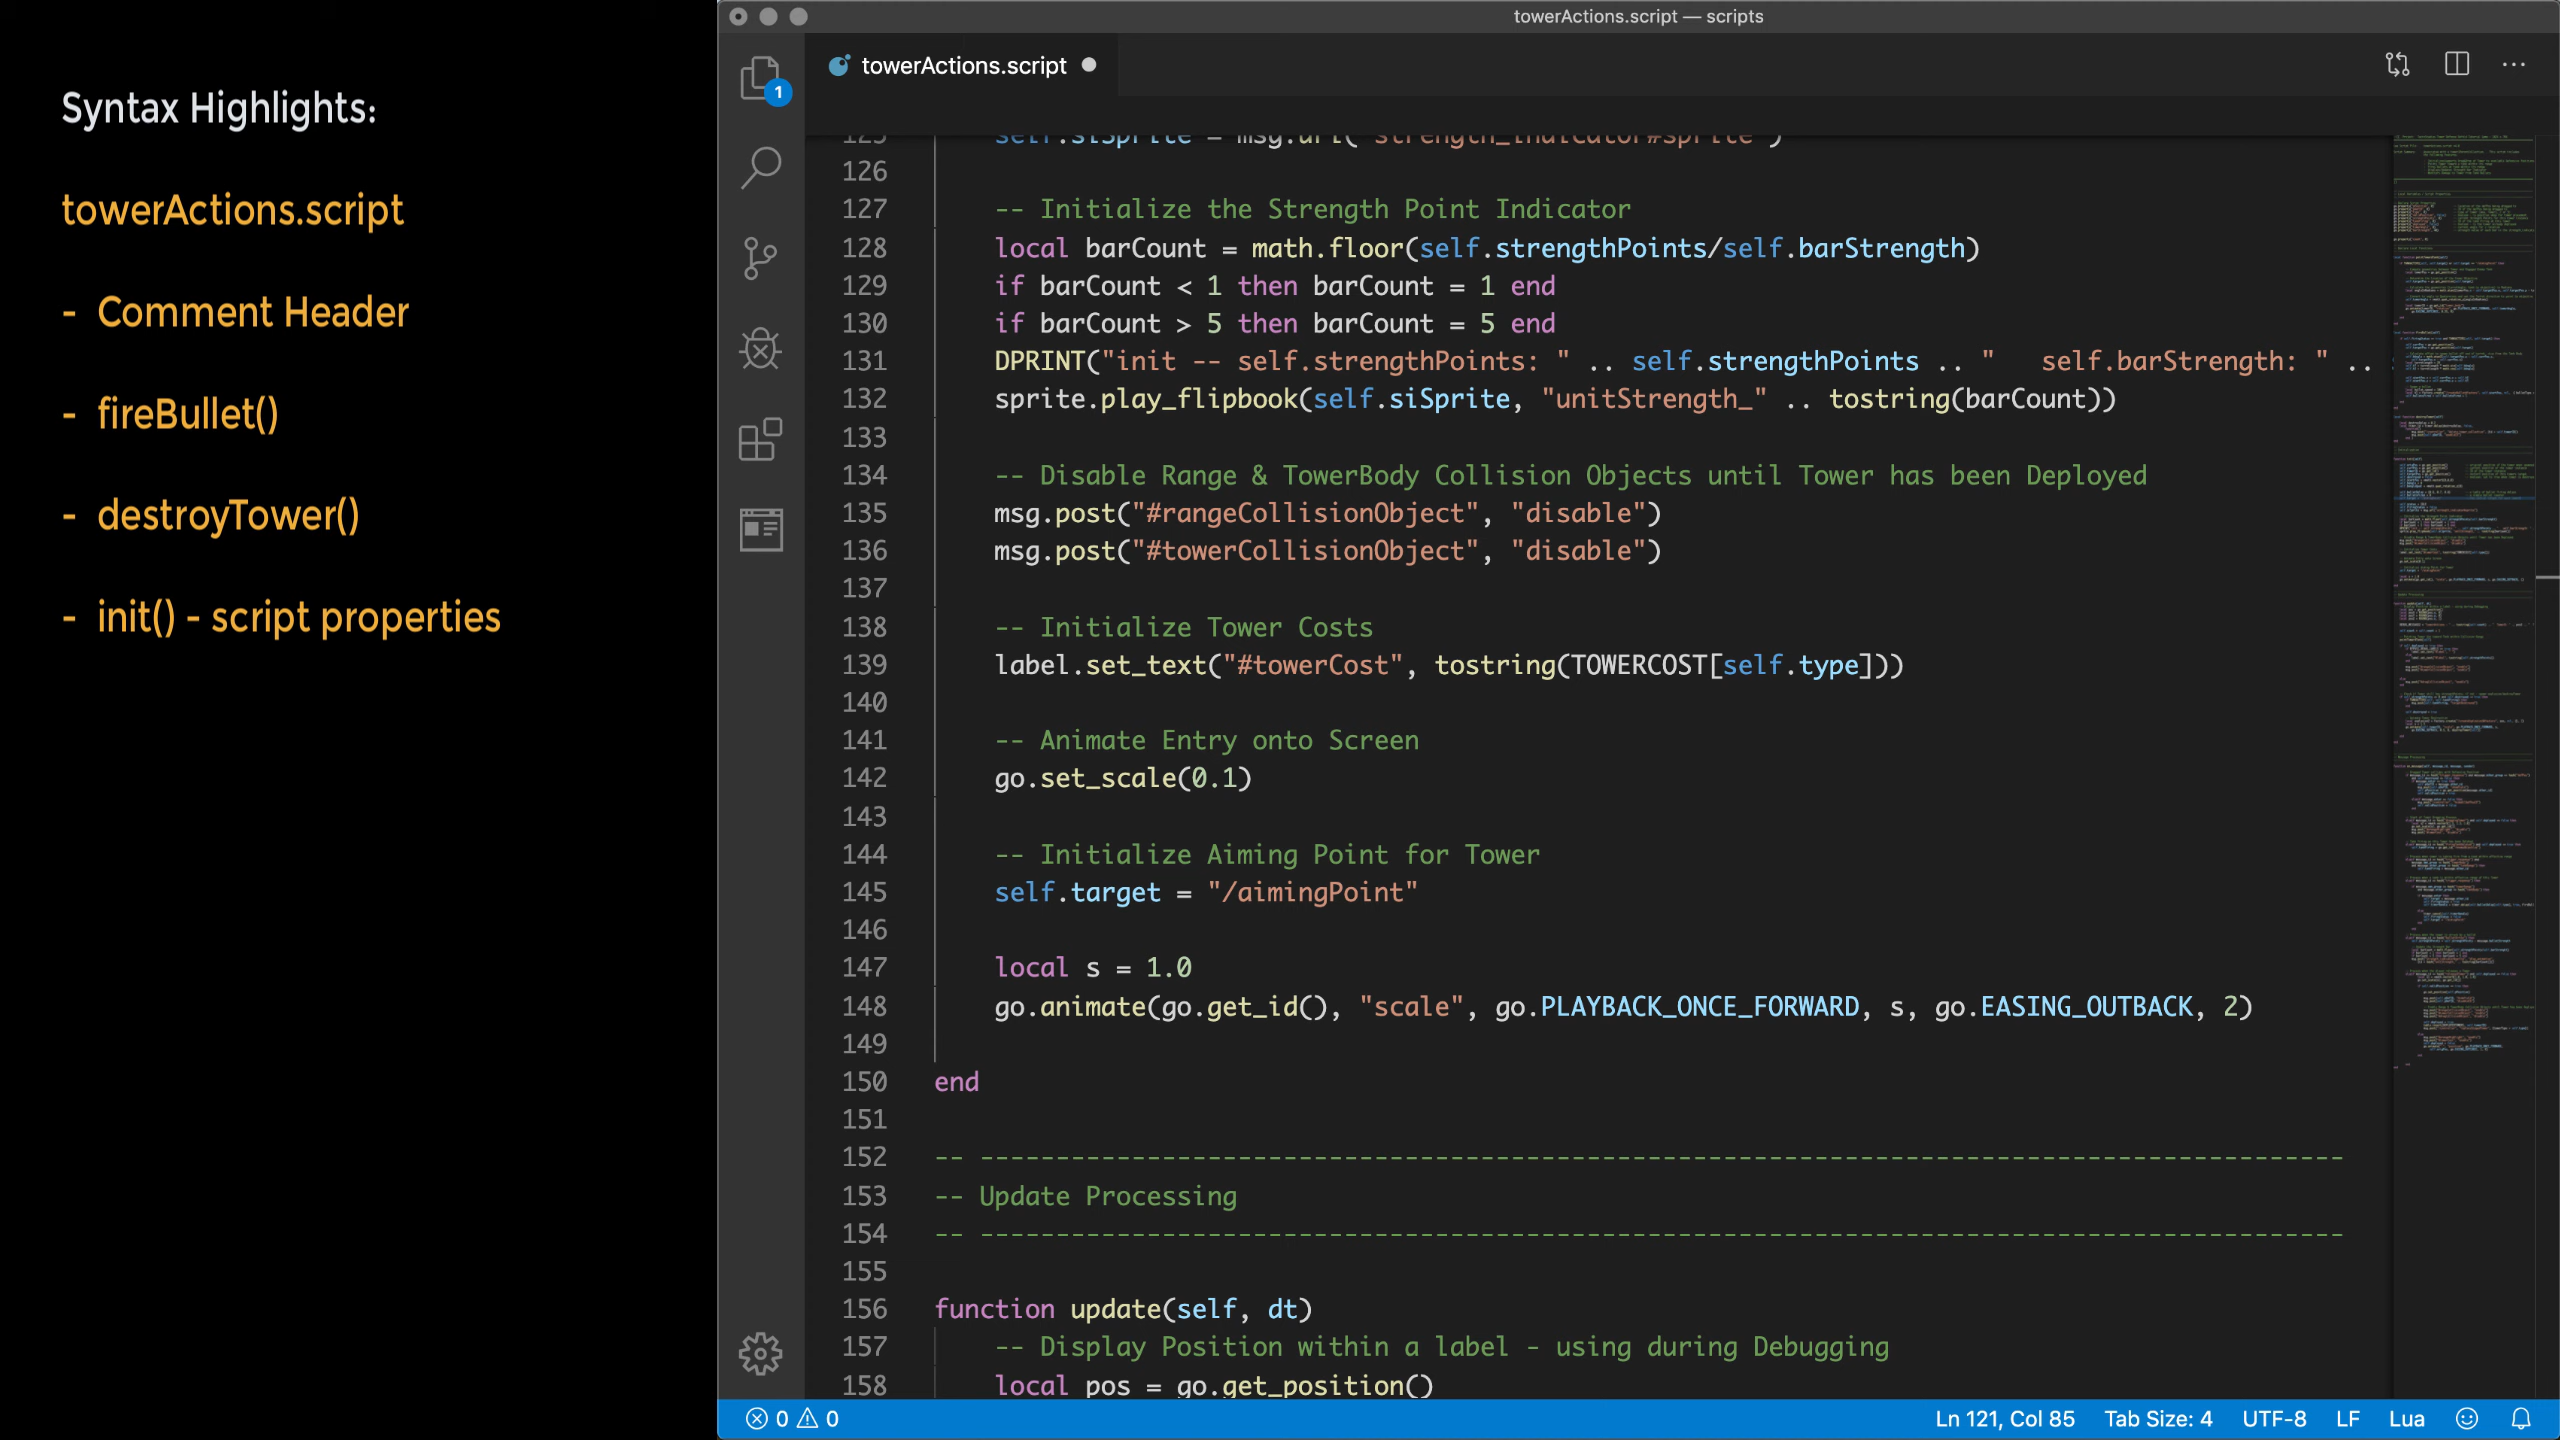 Syntax Highlights:
towerActions.script
- Comment Header
- fireBullet()
- destroyTower()
- init() - script properties
towerActions.script — scripts
1
towerActions.script
125 self.siSprite = msg.url("strength_indicator#sprite")
126
127 -- Initialize the Strength Point Indicator
128 local barCount = math.floor(self.strengthPoints/self.barStrength)
129 if barCount < 1 then barCount = 1 end
130 if barCount > 5 then barCount = 5 end
131 DPRINT("init -- self.strengthPoints: " .. self.strengthPoints .. "   self.barStrength: " ..
132 sprite.play_flipbook(self.siSprite, "unitStrength_" .. tostring(barCount))
133
134 -- Disable Range & TowerBody Collision Objects until Tower has been Deployed
135 msg.post("#rangeCollisionObject", "disable")
136 msg.post("#towerCollisionObject", "disable")
137
138 -- Initialize Tower Costs
139 label.set_text("#towerCost", tostring(TOWERCOST[self.type]))
140
141 -- Animate Entry onto Screen
142 go.set_scale(0.1)
143
144 -- Initialize Aiming Point for Tower
145 self.target = "/aimingPoint"
146
147 local s = 1.0
148 go.animate(go.get_id(), "scale", go.PLAYBACK_ONCE_FORWARD, s, go.EASING_OUTBACK, 2)
149
150 end
151
152 -- ------------------------------------------------------------------------------------------
153 -- Update Processing
154 -- ------------------------------------------------------------------------------------------
155
156 function update(self, dt)
157 -- Display Position within a label - using during Debugging
158 local pos = go.get_position()
0 0 Ln 121, Col 85 Tab Size: 4 UTF-8 LF Lua